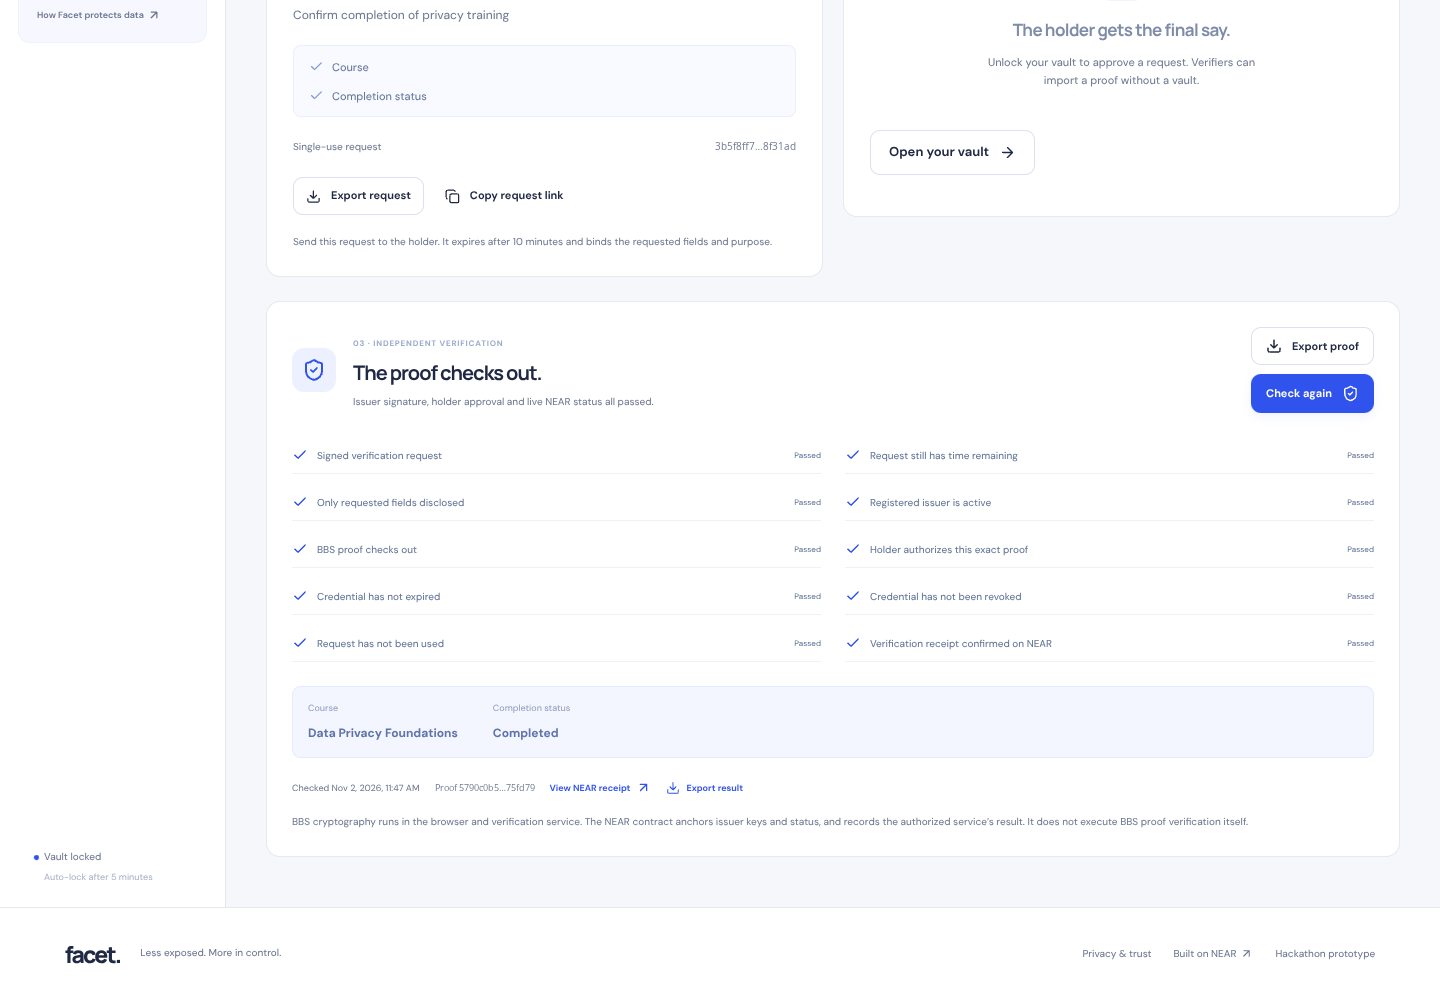 How Facet protects data
Confirm completion of privacy training
Course
Completion status
Single-use request
3b5f8ff7...8f31ad
Export request
Copy request link
Send this request to the holder. It expires after 10 minutes and binds the requested fields and purpose.
The holder gets the final say.
Unlock your vault to approve a request. Verifiers can
import a proof without a vault.
Open your vault
03 · INDEPENDENT VERIFICATION
The proof checks out.
Issuer signature, holder approval and live NEAR status all passed.
Export proof
Check again
Signed verification request
Passed
Request still has time remaining
Passed
Only requested fields disclosed
Passed
Registered issuer is active
Passed
BBS proof checks out
Passed
Holder authorizes this exact proof
Passed
Credential has not expired
Passed
Credential has not been revoked
Passed
Request has not been used
Passed
Verification receipt confirmed on NEAR
Passed
Course
Completion status
Data Privacy Foundations
Completed
Checked Nov 2, 2026, 11:47 AM
Proof 5790c0b5...75fd79
View NEAR receipt
Export result
BBS cryptography runs in the browser and verification service. The NEAR contract anchors issuer keys and status, and records the authorized service's result. It does not execute BBS proof verification itself.
Vault locked
Auto-lock after 5 minutes
facet.
Less exposed. More in control.
Privacy & trust
Built on NEAR
Hackathon prototype